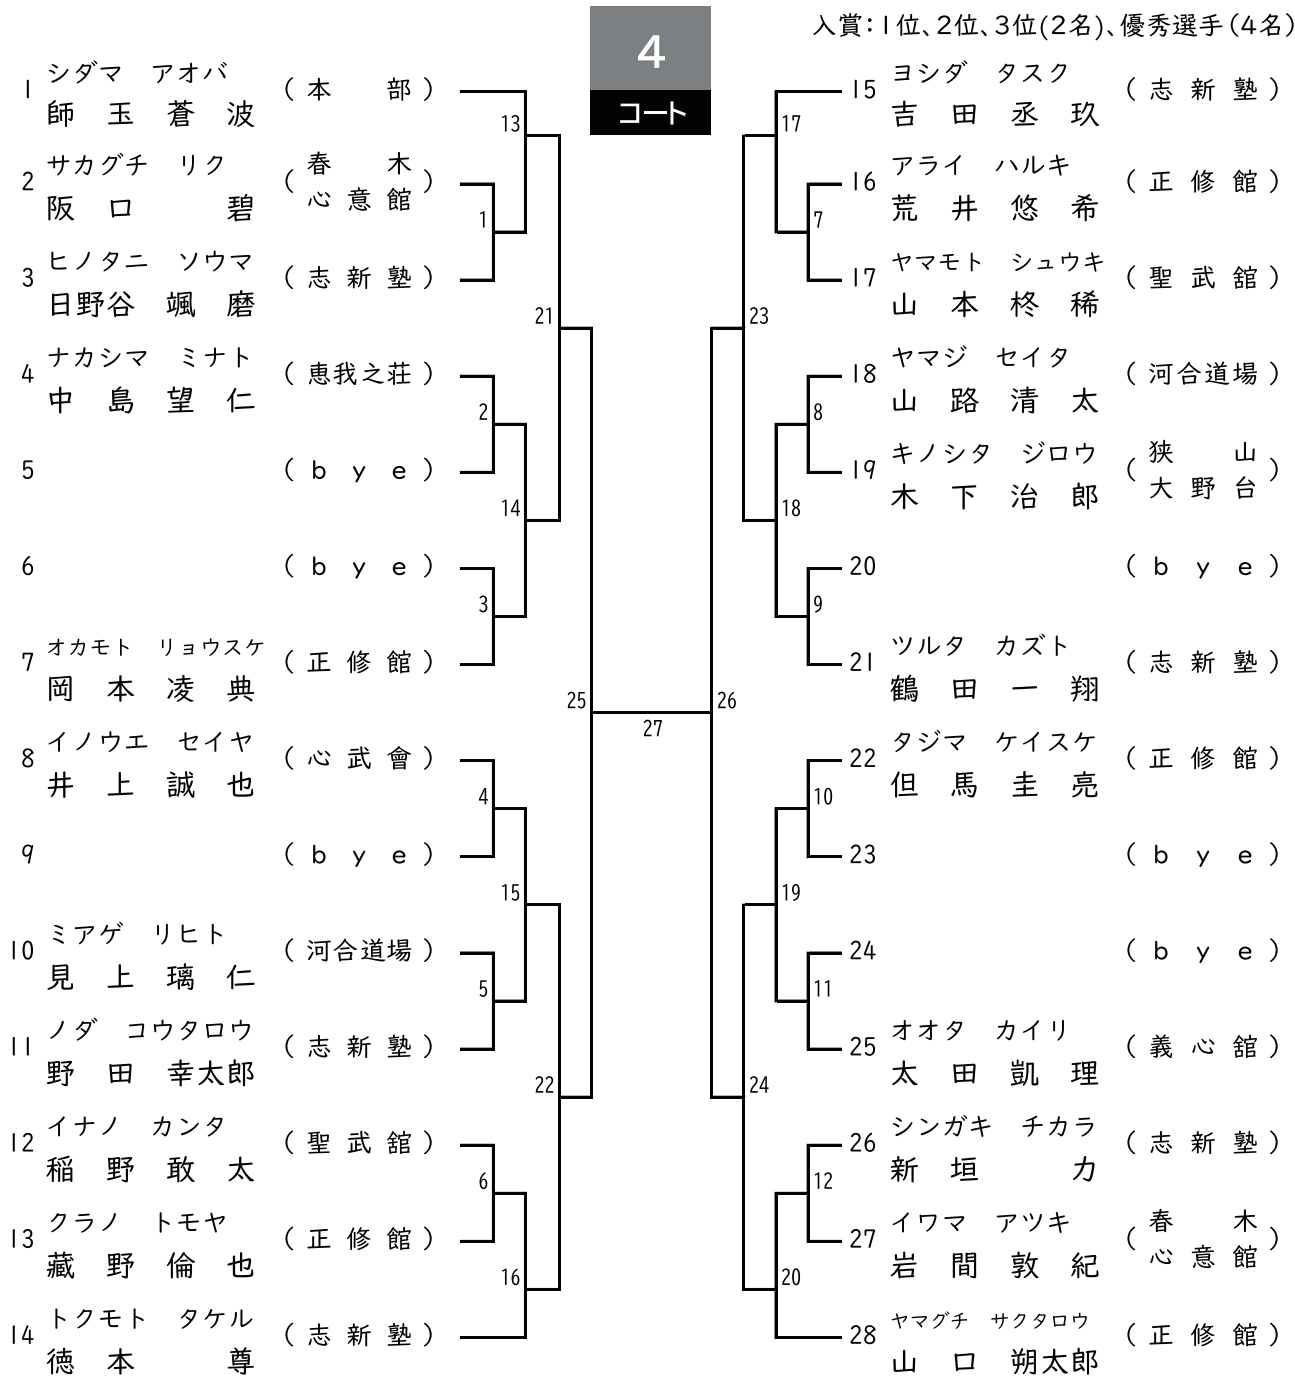 4
コート
入賞：1位、2位、3位(2名)、優秀選手(4名)
シダマ　アオバ
1 師玉蒼波 （本部）
サカグチ　リク
2 阪口碧 （春木心意館）
ヒノタニ　ソウマ
3 日野谷颯磨 （志新塾）
ナカシマ　ミナト
4 中島望仁 （恵我之荘）
5 （bye）
6 （bye）
オカモト　リョウスケ
7 岡本凌典 （正修館）
イノウエ　セイヤ
8 井上誠也 （心武會）
9 （bye）
ミアゲ　リヒト
10 見上璃仁 （河合道場）
ノダ　コウタロウ
11 野田幸太郎 （志新塾）
イナノ　カンタ
12 稲野敢太 （聖武舘）
クラノ　トモヤ
13 藏野倫也 （正修館）
トクモト　タケル
14 徳本尊 （志新塾）
13
1
21
2
14
3
25
4
15
5
22
6
16
27
17
7
23
8
18
9
26
10
19
11
24
12
20
ヨシダ　タスク
15 吉田丞玖 （志新塾）
アライ　ハルキ
16 荒井悠希 （正修館）
ヤマモト　シュウキ
17 山本柊稀 （聖武舘）
ヤマジ　セイタ
18 山路清太 （河合道場）
キノシタ　ジロウ
19 木下治郎 （狭山大野台）
20 （bye）
ツルタ　カズト
21 鶴田一翔 （志新塾）
タジマ　ケイスケ
22 但馬圭亮 （正修館）
23 （bye）
24 （bye）
オオタ　カイリ
25 太田凱理 （義心舘）
シンガキ　チカラ
26 新垣力 （志新塾）
イワマ　アツキ
27 岩間敦紀 （春木心意館）
ヤマグチ　サクタロウ
28 山口朔太郎 （正修館）